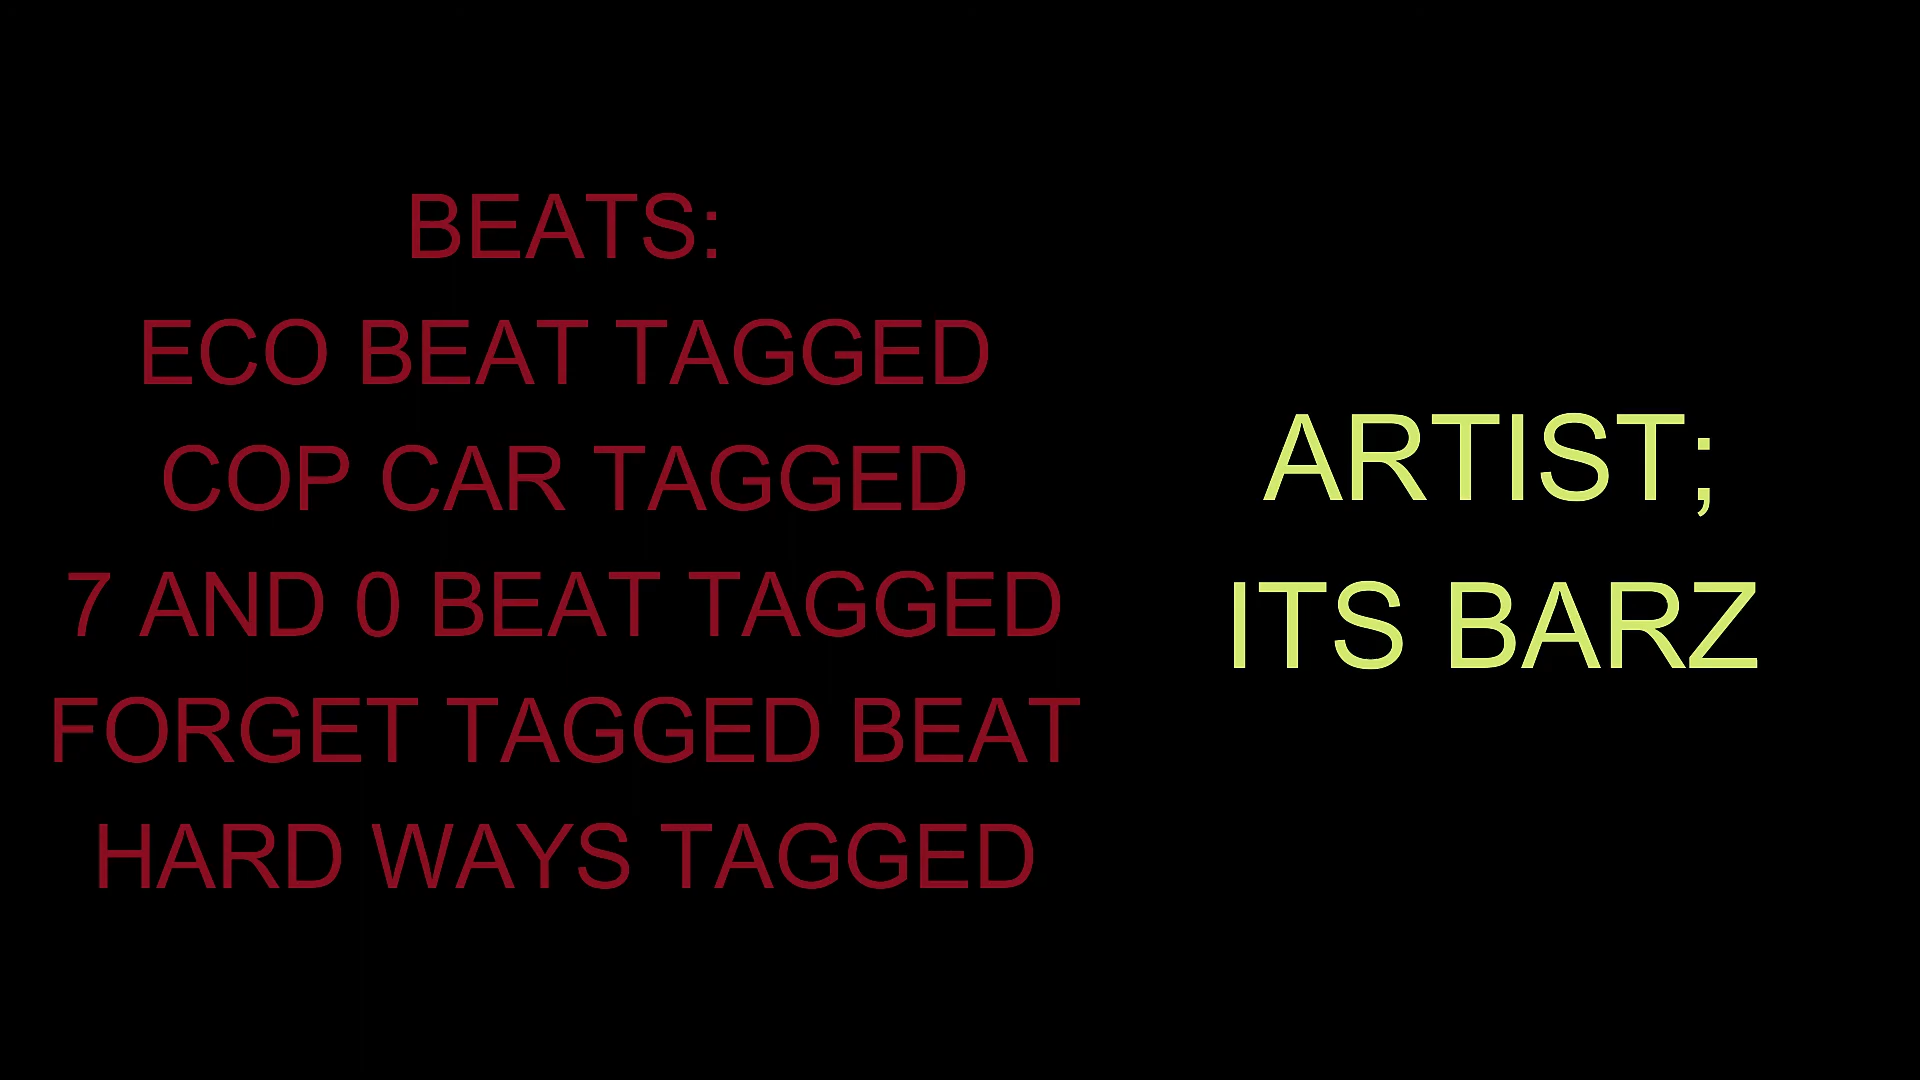 BEATS:
ECO BEAT TAGGED
COP CAR TAGGED
7 AND 0 BEAT TAGGED
FORGET TAGGED BEAT
HARD WAYS TAGGED
ARTIST;
ITS BARZ